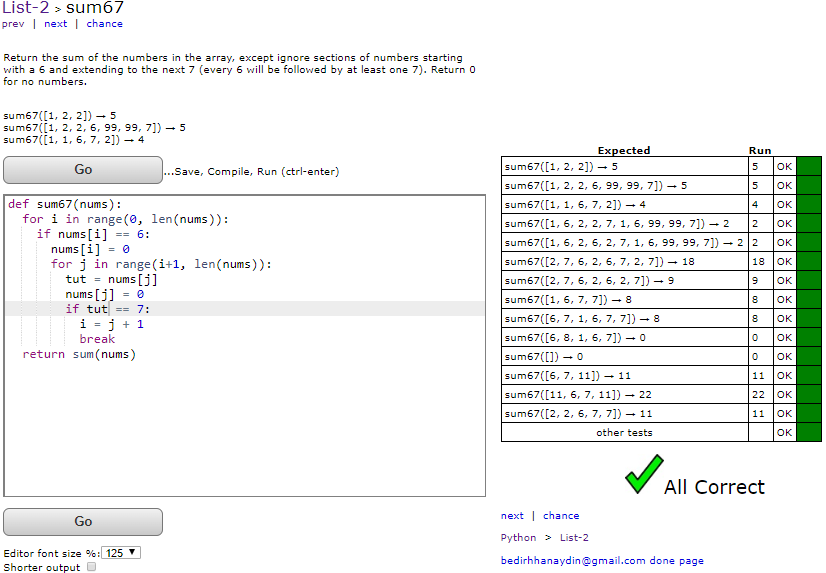 List-2 > sum67
prev | next | chance
Return the sum of the numbers in the array, except ignore sections of numbers starting
with a 6 and extending to the next 7 (every 6 will be followed by at least one 7). Return 0
for no numbers.
sum67([1, 2, 2]) → 5
sum67([1, 2, 2, 6, 99, 99, 7]) → 5
sum67([1, 1, 6, 7, 2]) → 4
Go
...Save, Compile, Run (ctrl-enter)
def sum67(nums):
  for i in range(0, len(nums)):
    if nums[i] == 6:
      nums[i] = 0
      for j in range(i+1, len(nums)):
        tut = nums[j]
        nums[j] = 0
        if tut == 7:
          i = j + 1
          break
  return sum(nums)
Go
Editor font size %: 125 ▼
Shorter output
Expected Run
sum67([1, 2, 2]) → 5 5 OK
sum67([1, 2, 2, 6, 99, 99, 7]) → 5 5 OK
sum67([1, 1, 6, 7, 2]) → 4 4 OK
sum67([1, 6, 2, 2, 7, 1, 6, 99, 99, 7]) → 2 2 OK
sum67([1, 6, 2, 6, 2, 7, 1, 6, 99, 99, 7]) → 2 2 OK
sum67([2, 7, 6, 2, 6, 7, 2, 7]) → 18 18 OK
sum67([2, 7, 6, 2, 6, 2, 7]) → 9 9 OK
sum67([1, 6, 7, 7]) → 8 8 OK
sum67([6, 7, 1, 6, 7, 7]) → 8 8 OK
sum67([6, 8, 1, 6, 7]) → 0 0 OK
sum67([]) → 0 0 OK
sum67([6, 7, 11]) → 11 11 OK
sum67([11, 6, 7, 11]) → 22 22 OK
sum67([2, 2, 6, 7, 7]) → 11 11 OK
other tests OK
All Correct
next | chance
Python > List-2
bedirhhanaydin@gmail.com done page